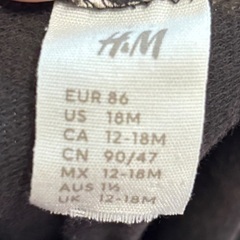 H&M
EUR 86
US 18M
CA 12-18M
CN 90/47
MX 12-18M
AUS 1½
UK 12-18M